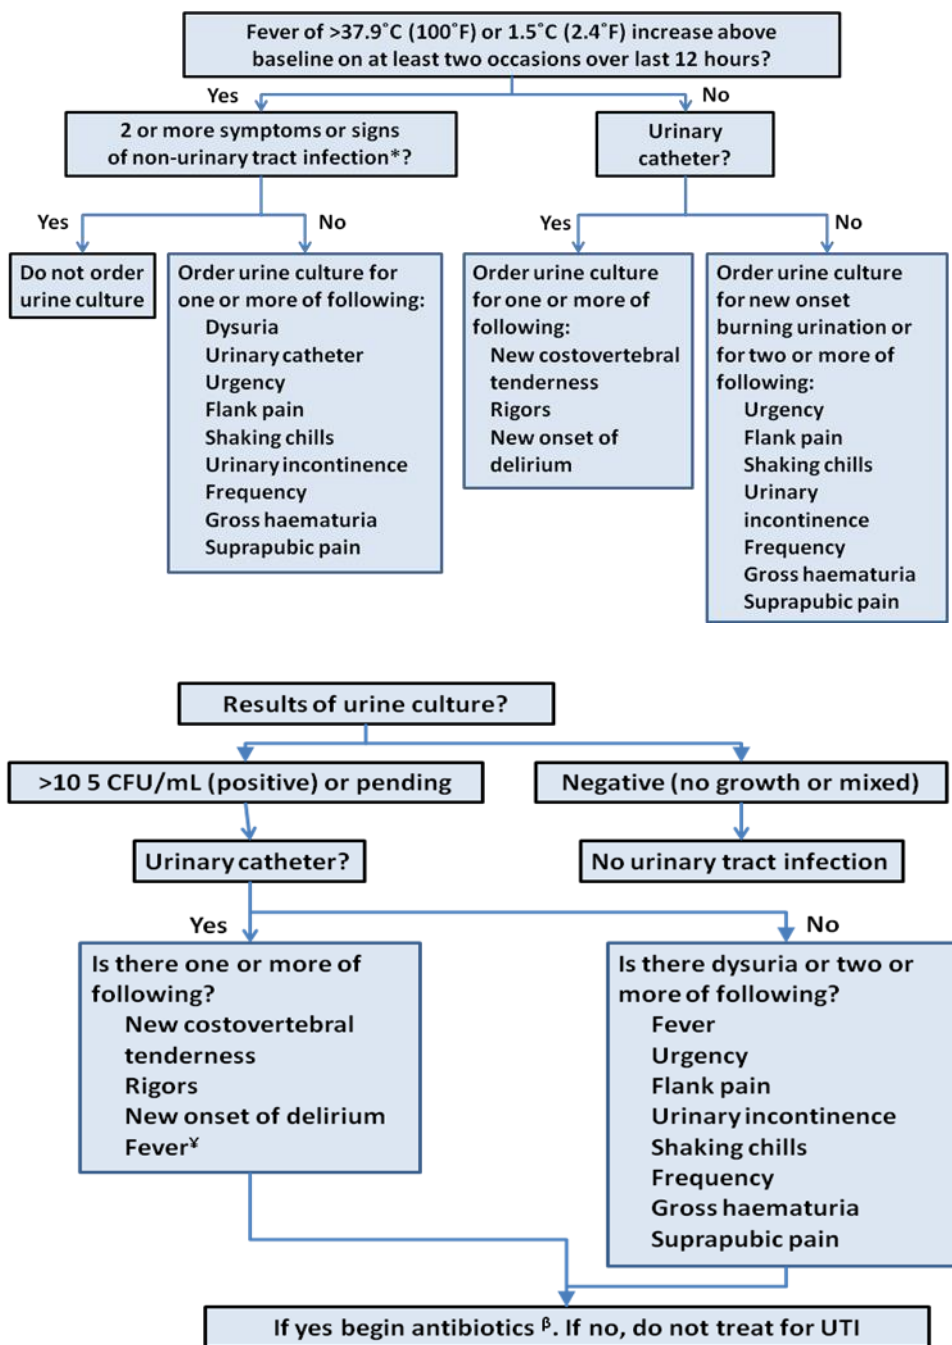 Fever of >37.9˚C (100˚F) or 1.5˚C (2.4˚F) increase above
baseline on at least two occasions over last 12 hours?
Yes
No
2 or more symptoms or signs
of non-urinary tract infection*?
Urinary
catheter?
Yes
No
Yes
No
Do not order
urine culture
Order urine culture for
one or more of following:
Dysuria
Urinary catheter
Urgency
Flank pain
Shaking chills
Urinary incontinence
Frequency
Gross haematuria
Suprapubic pain
Order urine culture
for one or more of
following:
New costovertebral
tenderness
Rigors
New onset of
delirium
Order urine culture
for new onset
burning urination or
for two or more of
following:
Urgency
Flank pain
Shaking chills
Urinary
incontinence
Frequency
Gross haematuria
Suprapubic pain
Results of urine culture?
>10 5 CFU/mL (positive) or pending
Negative (no growth or mixed)
Urinary catheter?
No urinary tract infection
Yes
No
Is there one or more of
following?
New costovertebral
tenderness
Rigors
New onset of delirium
Fever¥
Is there dysuria or two or
more of following?
Fever
Urgency
Flank pain
Urinary incontinence
Shaking chills
Frequency
Gross haematuria
Suprapubic pain
If yes begin antibiotics β. If no, do not treat for UTI